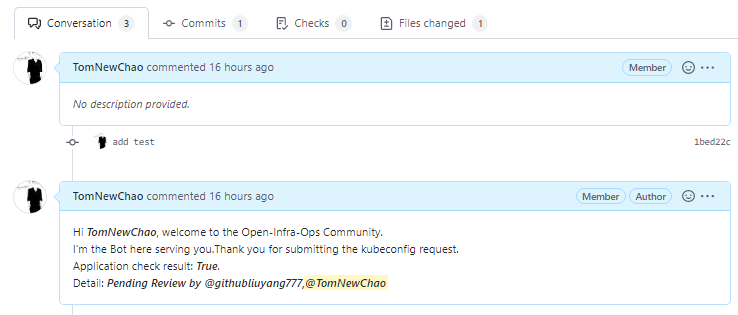 Conversation 3 Commits 1 Checks 0 Files changed 1
TomNewChao commented 16 hours ago Member
No description provided.
add test 1bed22c
TomNewChao commented 16 hours ago Member Author
Hi TomNewChao, welcome to the Open-Infra-Ops Community.
I'm the Bot here serving you.Thank you for submitting the kubeconfig request.
Application check result: True.
Detail: Pending Review by @githubliuyang777,@TomNewChao